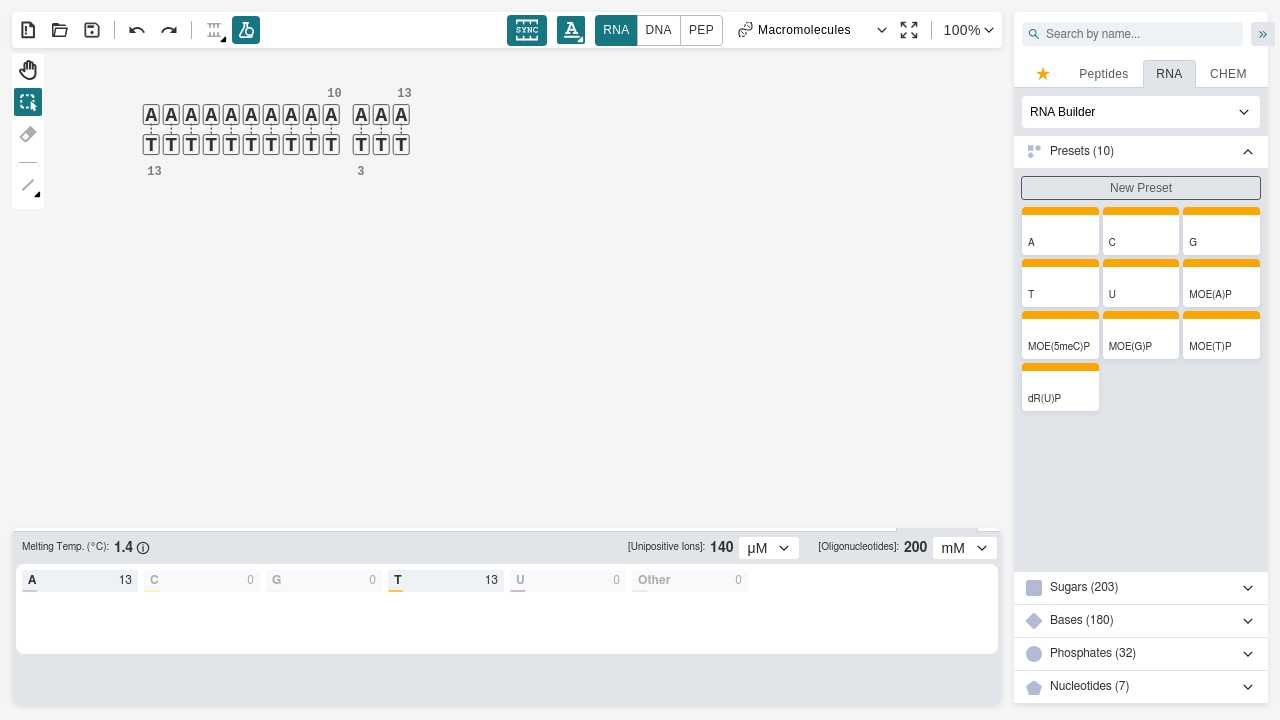 SYNC A RNA DNA PEP Macromolecules 100%
Search by name...
Peptides RNA CHEM
RNA Builder
Presets (10)
New Preset
A C G
T U MOE(A)P
MOE(5meC)P MOE(G)P MOE(T)P
dR(U)P
Sugars (203)
Bases (180)
Phosphates (32)
Nucleotides (7)
10 13
A A A A A A A A A A A A A
T T T T T T T T T T T T T
13 3
Melting Temp. (°C): 1.4 [Unipositive Ions]: 140 μM [Oligonucleotides]: 200 mM
A 13 C 0 G 0 T 13 U 0 Other 0